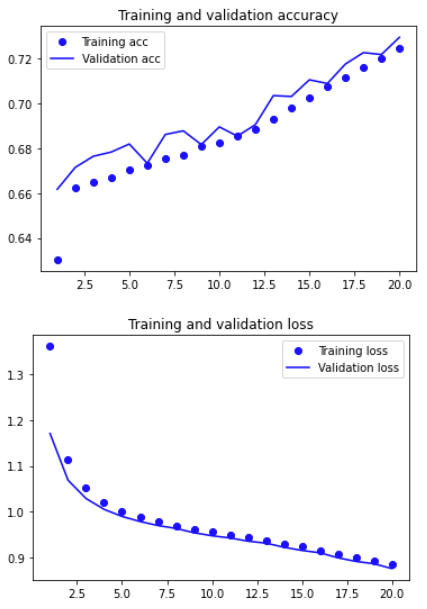 Training and validation accuracy
Training acc
Validation acc
0.72
0.70
0.68
0.66
0.64
2.5 5.0 7.5 10.0 12.5 15.0 17.5 20.0
Training and validation loss
Training loss
Validation loss
1.3
1.2
1.1
1.0
0.9
2.5 5.0 7.5 10.0 12.5 15.0 17.5 20.0